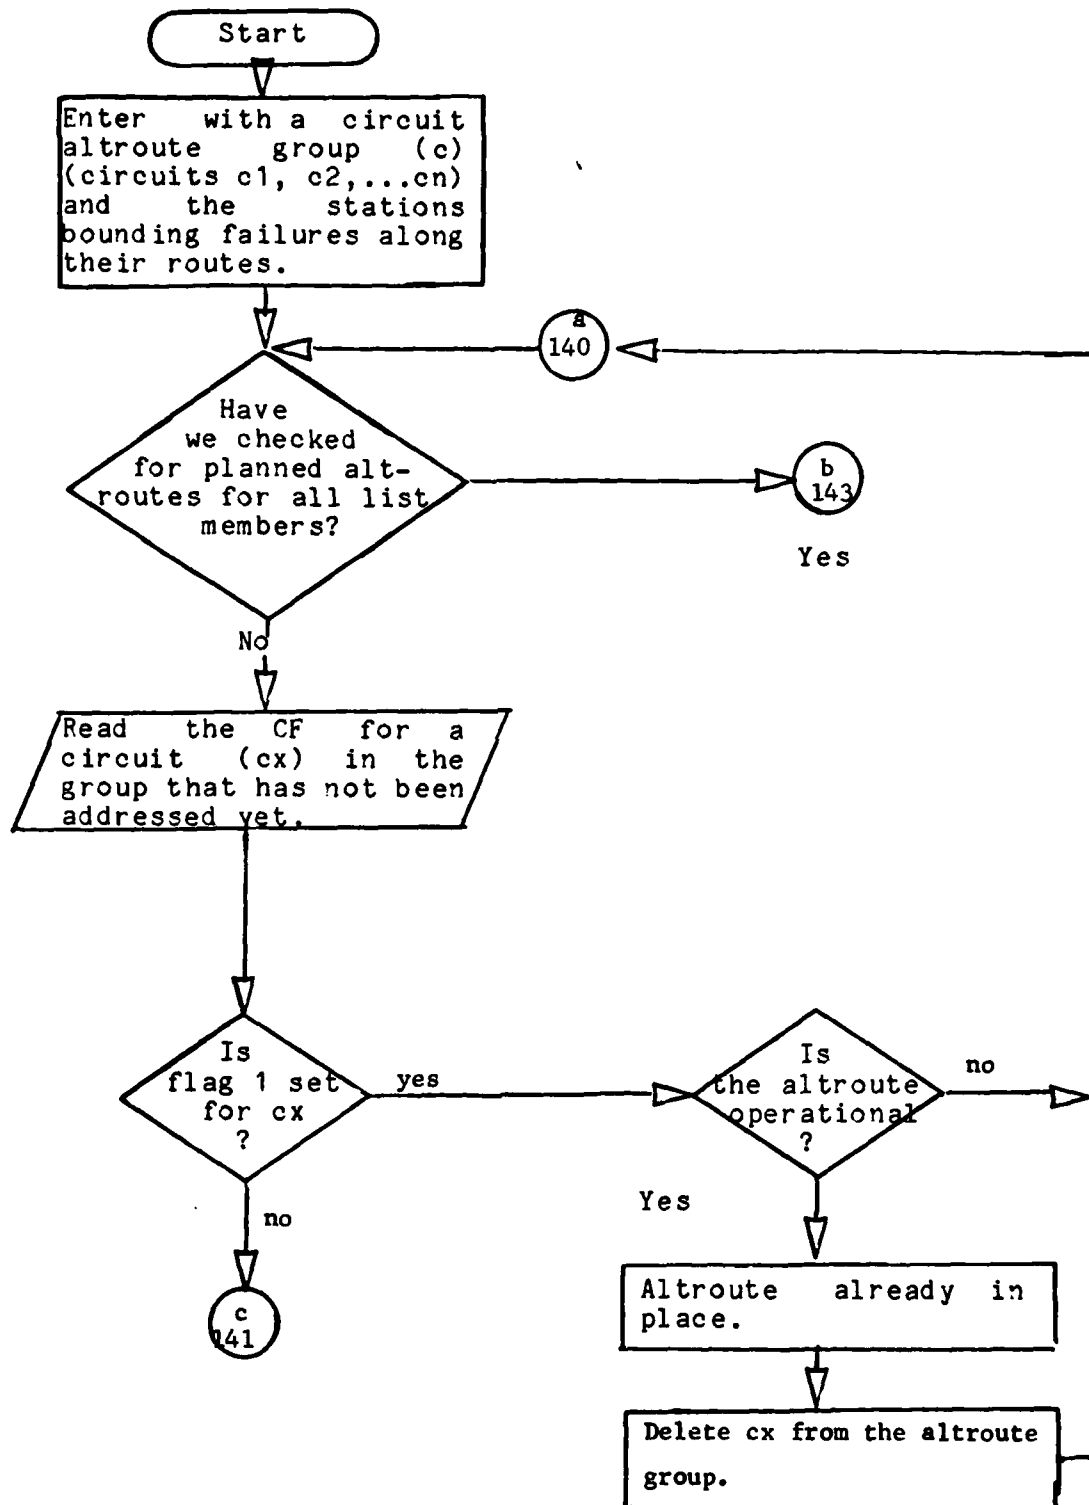 Start
Enter with a circuit
altroute group (c)
(circuits c1, c2,...cn)
and the stations
bounding failures along
their routes.
a
140
Have
we checked
for planned alt-
routes for all list
members?
b
143
Yes
No
Read the CF for a
circuit (cx) in the
group that has not been
addressed yet.
Is
flag 1 set
for cx
?
yes
Is
the altroute
operational
?
no
no
Yes
c
141
Altroute already in
place.
Delete cx from the altroute
group.